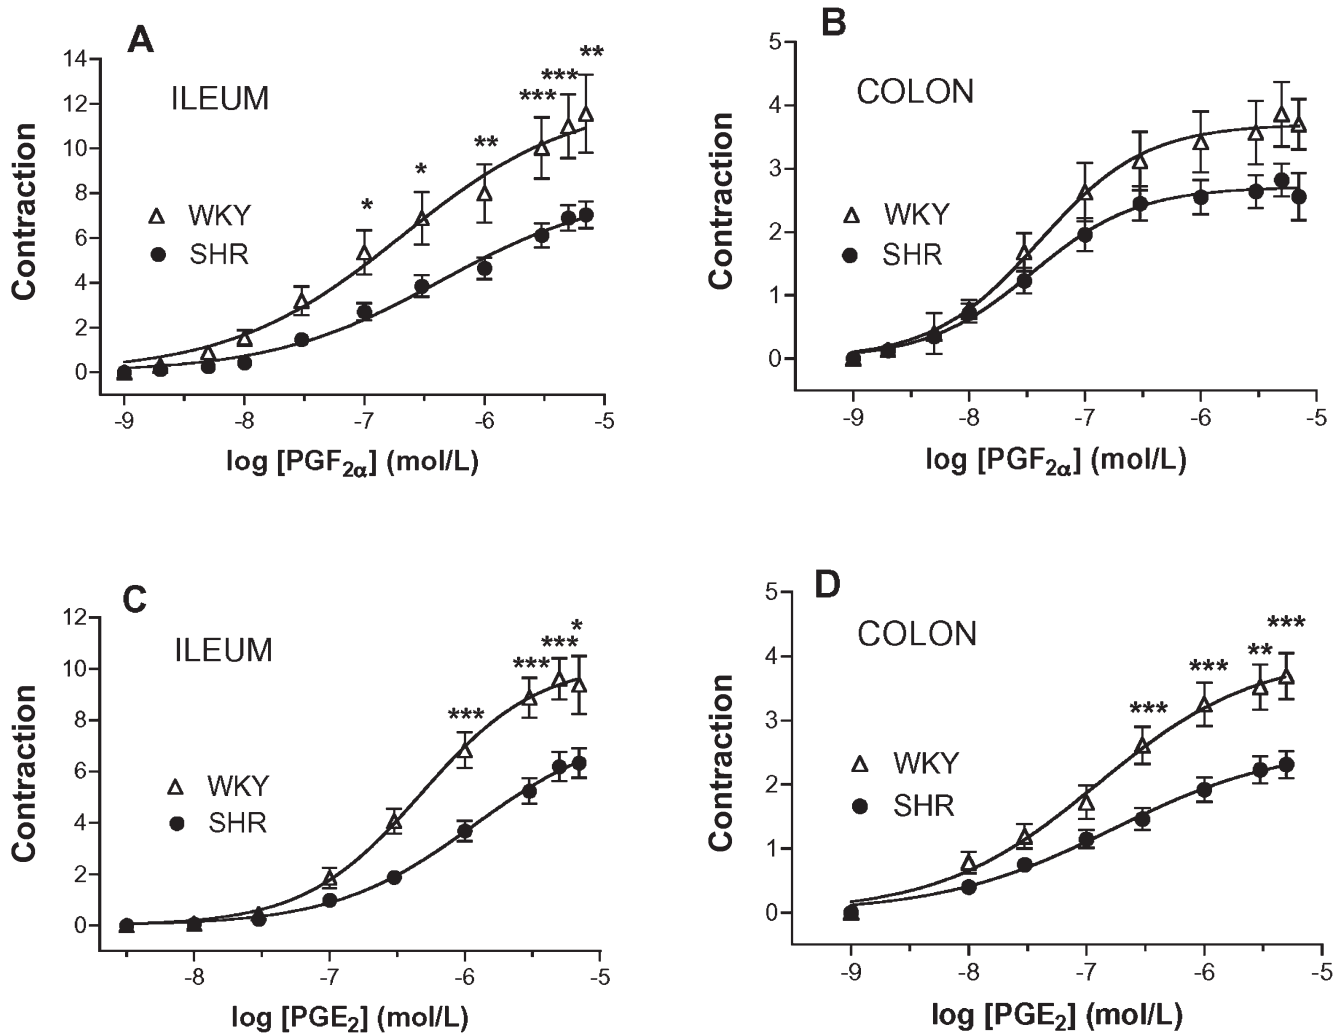 A
ILEUM
14
12
10
8
6
4
2
0
Contraction
WKY
SHR
*
*
**
***
***
**
-9
-8
-7
-6
-5
log [PGF2α] (mol/L)
B
COLON
5
4
3
2
1
0
Contraction
WKY
SHR
-9
-8
-7
-6
-5
log [PGF2α] (mol/L)
C
ILEUM
12
10
8
6
4
2
0
Contraction
WKY
SHR
***
***
***
*
-8
-7
-6
-5
log [PGE2] (mol/L)
D
COLON
5
4
3
2
1
0
Contraction
WKY
SHR
***
***
**
***
-9
-8
-7
-6
-5
log [PGE2] (mol/L)